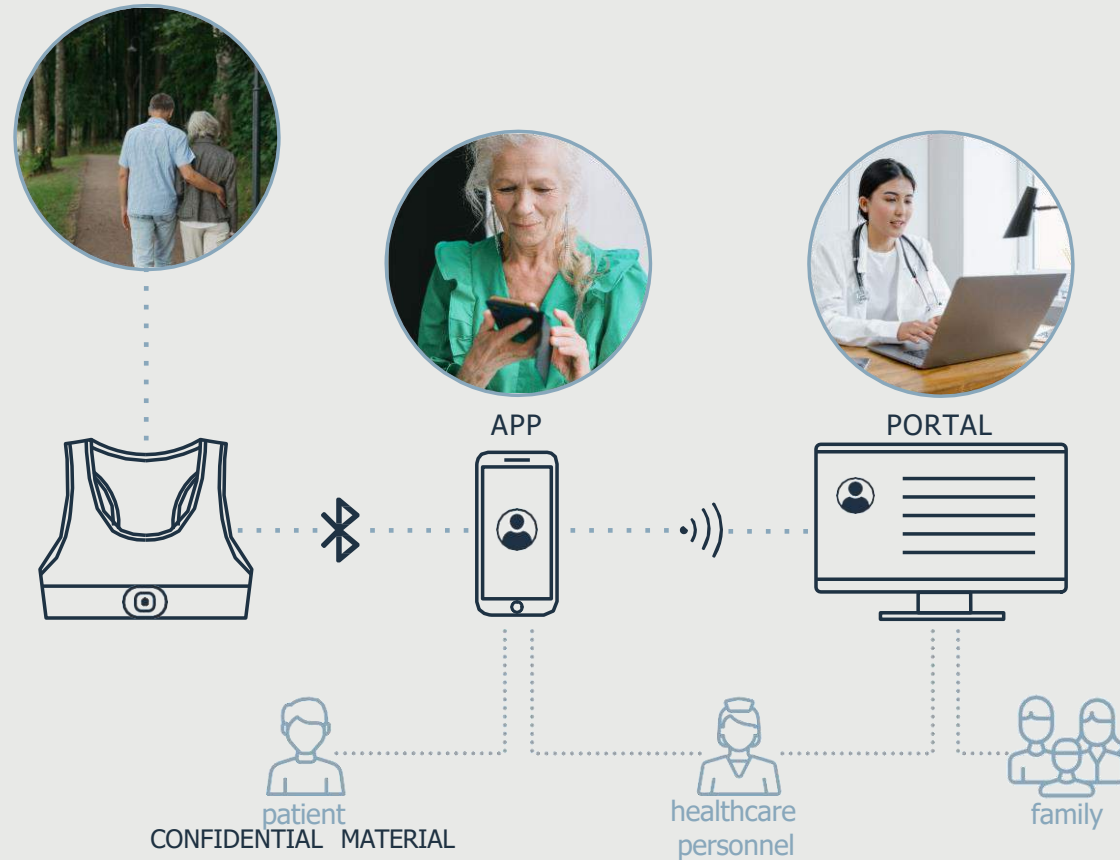 APP
PORTAL
patient
healthcare
personnel
family
CONFIDENTIAL MATERIAL